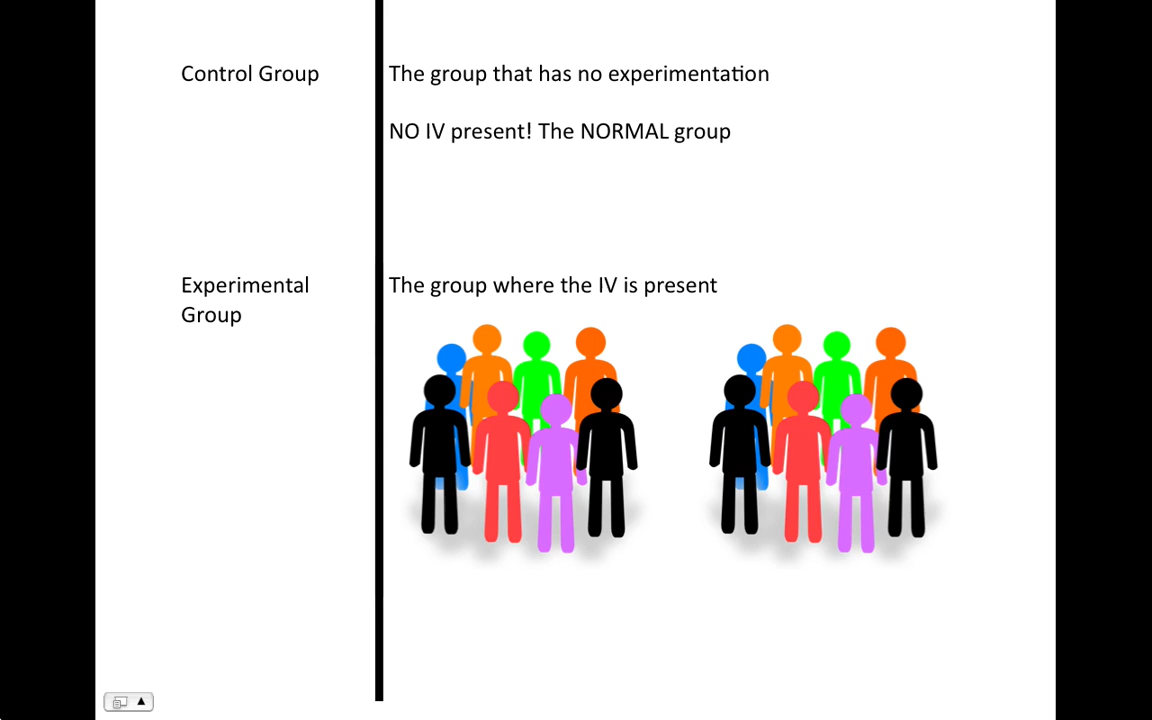 Control Group
The group that has no experimentation
NO IV present! The NORMAL group
Experimental
Group
The group where the IV is present